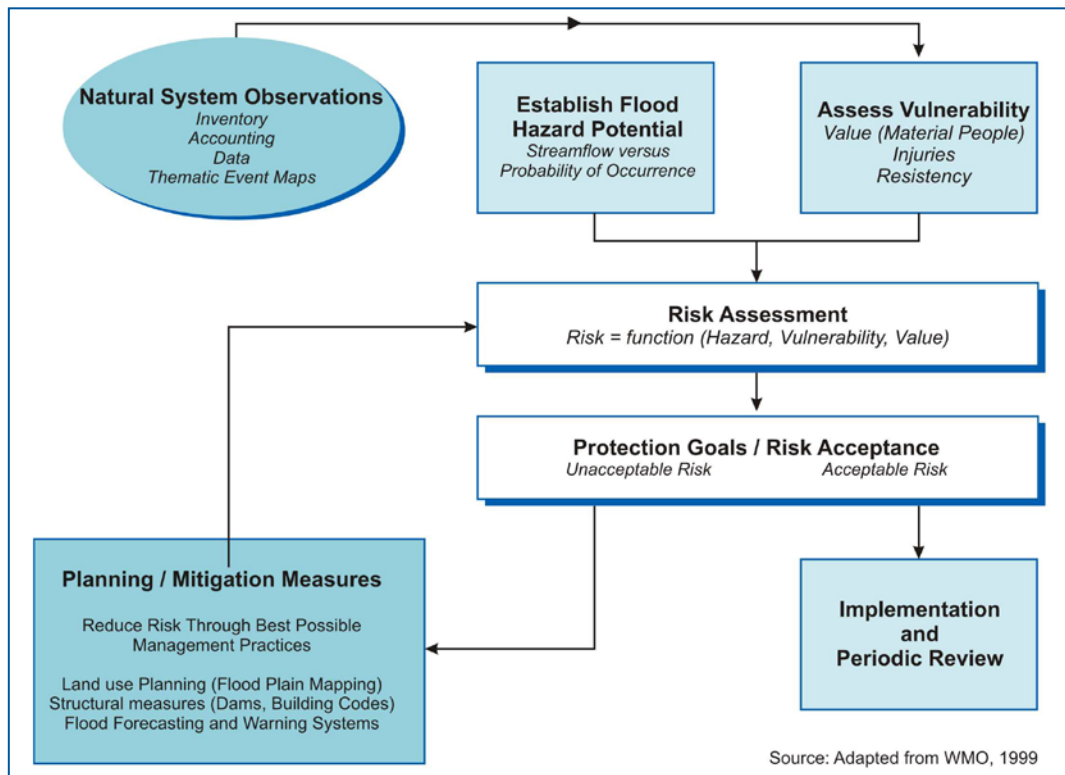 Natural System Observations
Inventory
Accounting
Data
Thematic Event Maps
Establish Flood
Hazard Potential
Streamflow versus
Probability of Occurrence
Assess Vulnerability
Value (Material People)
Injuries
Resistency
Risk Assessment
Risk = function (Hazard, Vulnerability, Value)
Protection Goals / Risk Acceptance
Unacceptable Risk Acceptable Risk
Planning / Mitigation Measures
Reduce Risk Through Best Possible
Management Practices
Land use Planning (Flood Plain Mapping)
Structural measures (Dams, Building Codes)
Flood Forecasting and Warning Systems
Implementation
and
Periodic Review
Source: Adapted from WMO, 1999